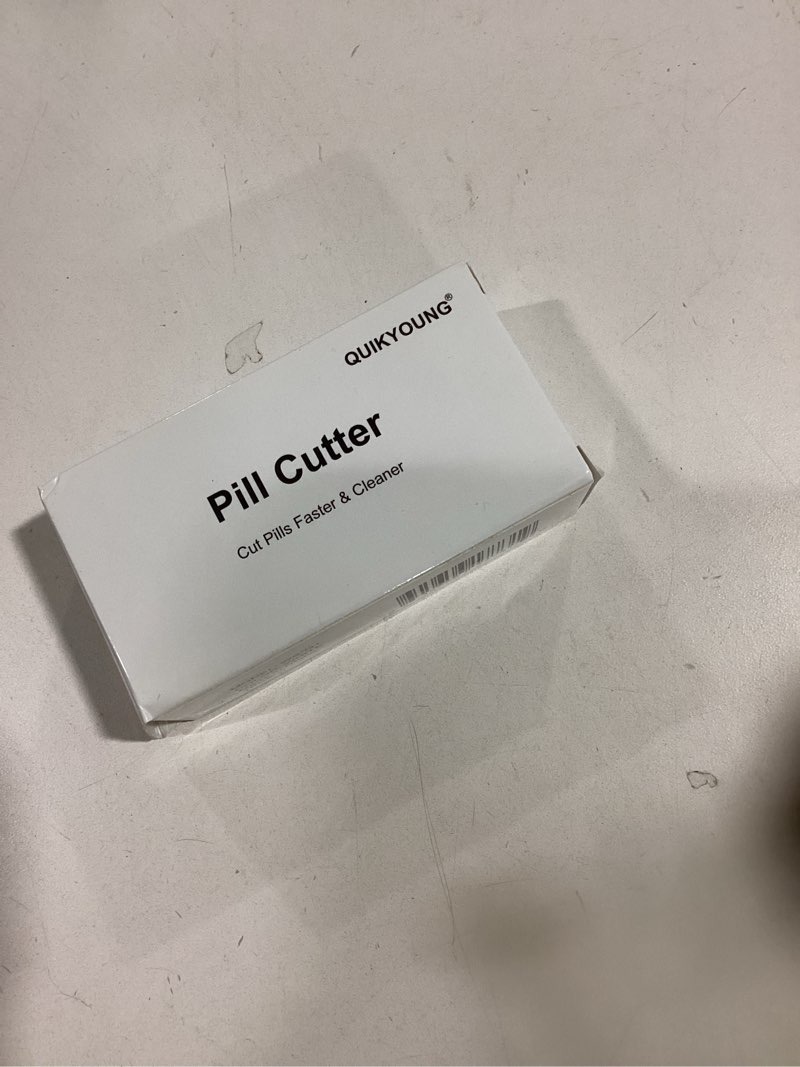 QUIKYOUNG®
Pill Cutter
Cut Pills Faster & Cleaner